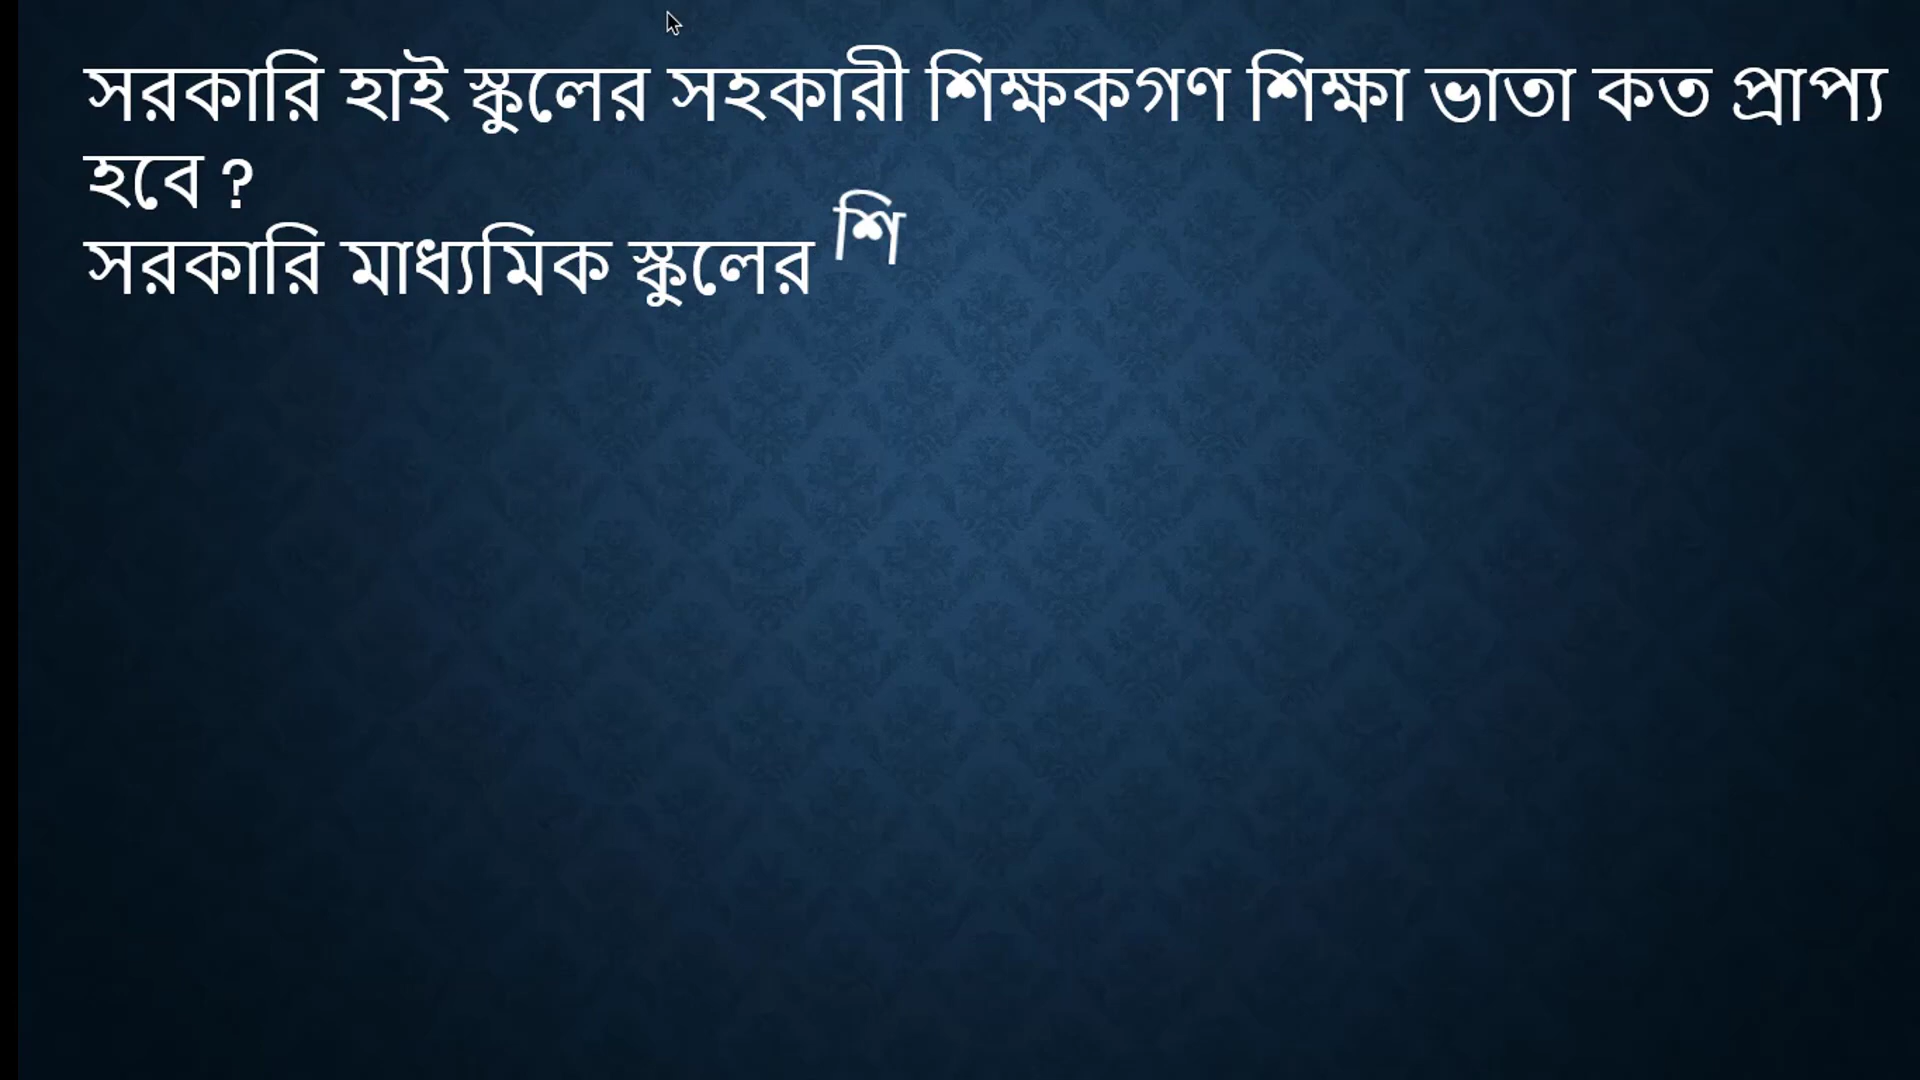 সরকারি হাই স্কুলের সহকারী শিক্ষকগণ শিক্ষা ভাতা কত প্রাপ্য
হবে ?
সরকারি মাধ্যমিক স্কুলের শি